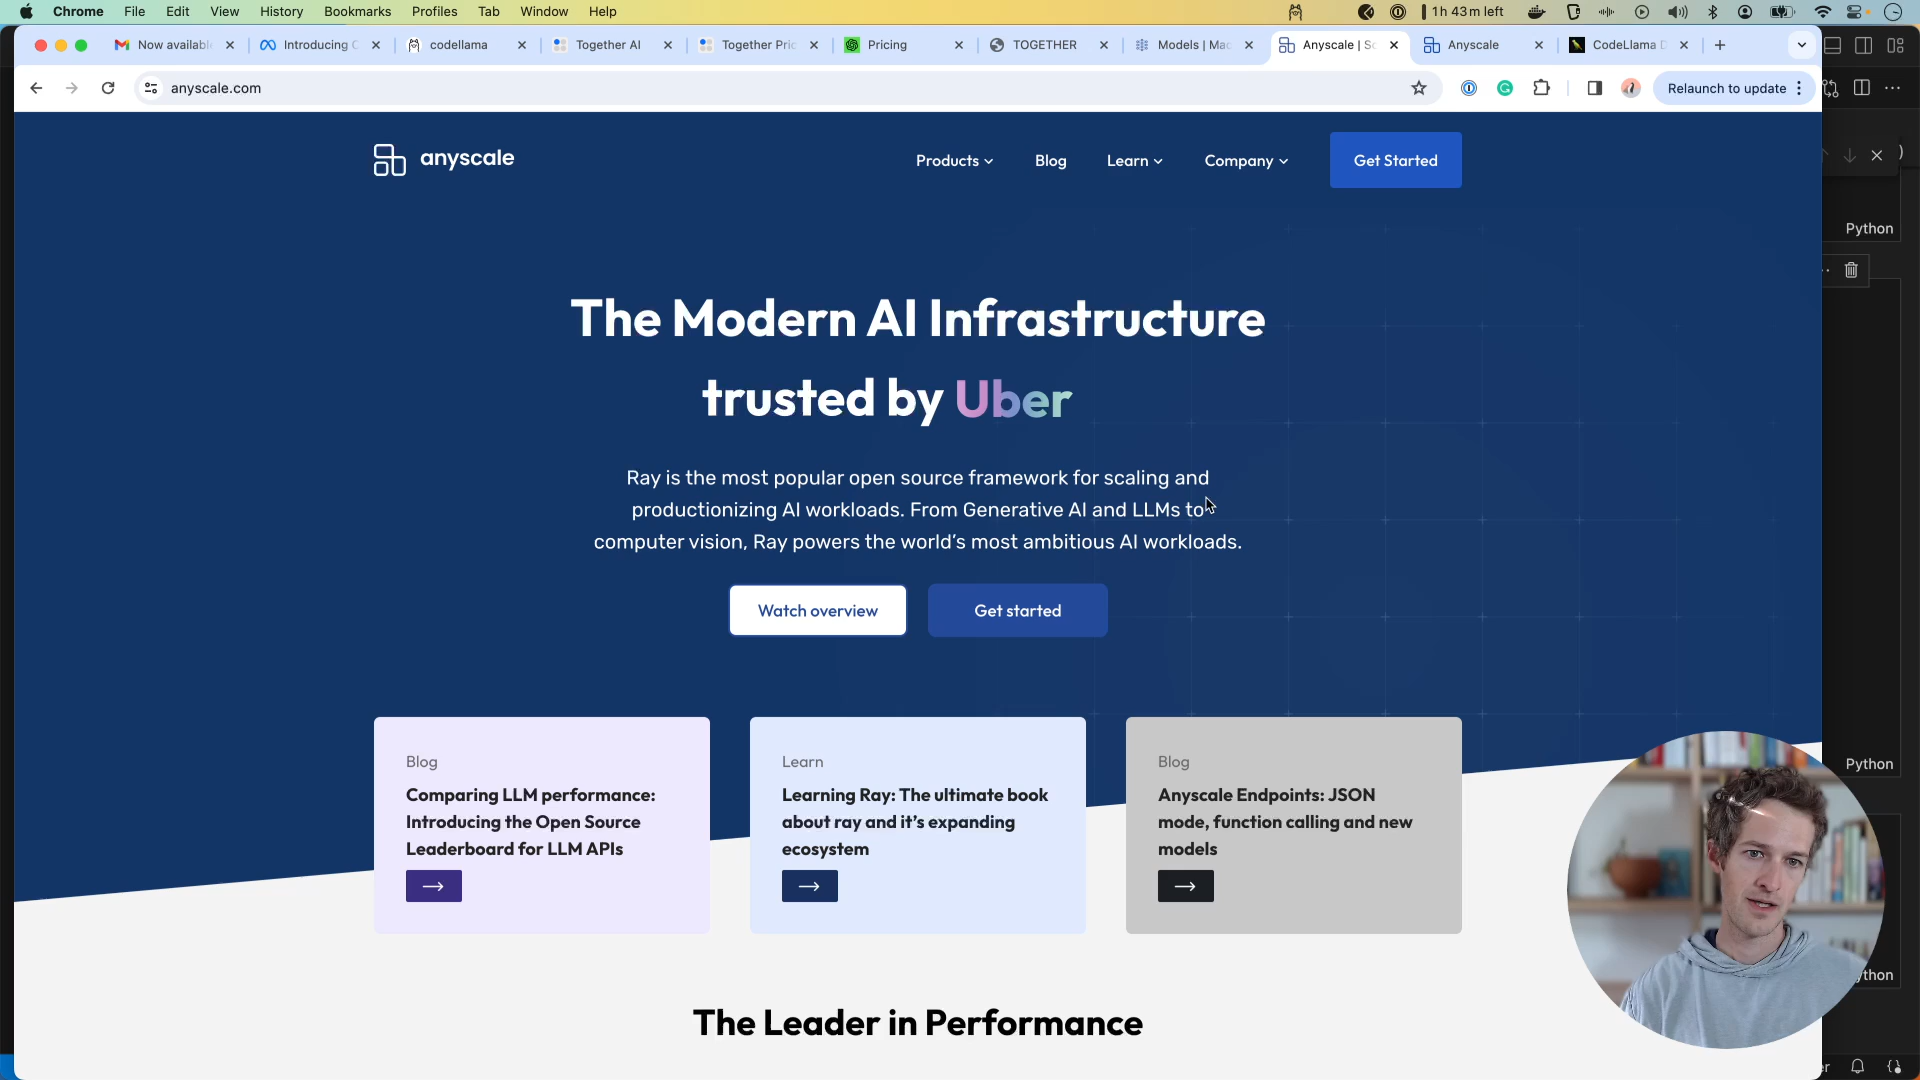 Chrome File Edit View History Bookmarks Profiles Tab Window Help 1h 43m left
Now availabl Introducing C codellama Together AI Together Pric Pricing TOGETHER Models | Mac Anyscale | Sc Anyscale CodeLlama D
anyscale.com Relaunch to update
anyscale Products Blog Learn Company Get Started
Python
The Modern AI Infrastructure
trusted by Uber
Ray is the most popular open source framework for scaling and
productionizing AI workloads. From Generative AI and LLMs to
computer vision, Ray powers the world's most ambitious AI workloads.
Watch overview Get started
Blog
Comparing LLM performance:
Introducing the Open Source
Leaderboard for LLM APIs
Learn
Learning Ray: The ultimate book
about ray and it's expanding
ecosystem
Blog
Anyscale Endpoints: JSON
mode, function calling and new
models
Python
The Leader in Performance